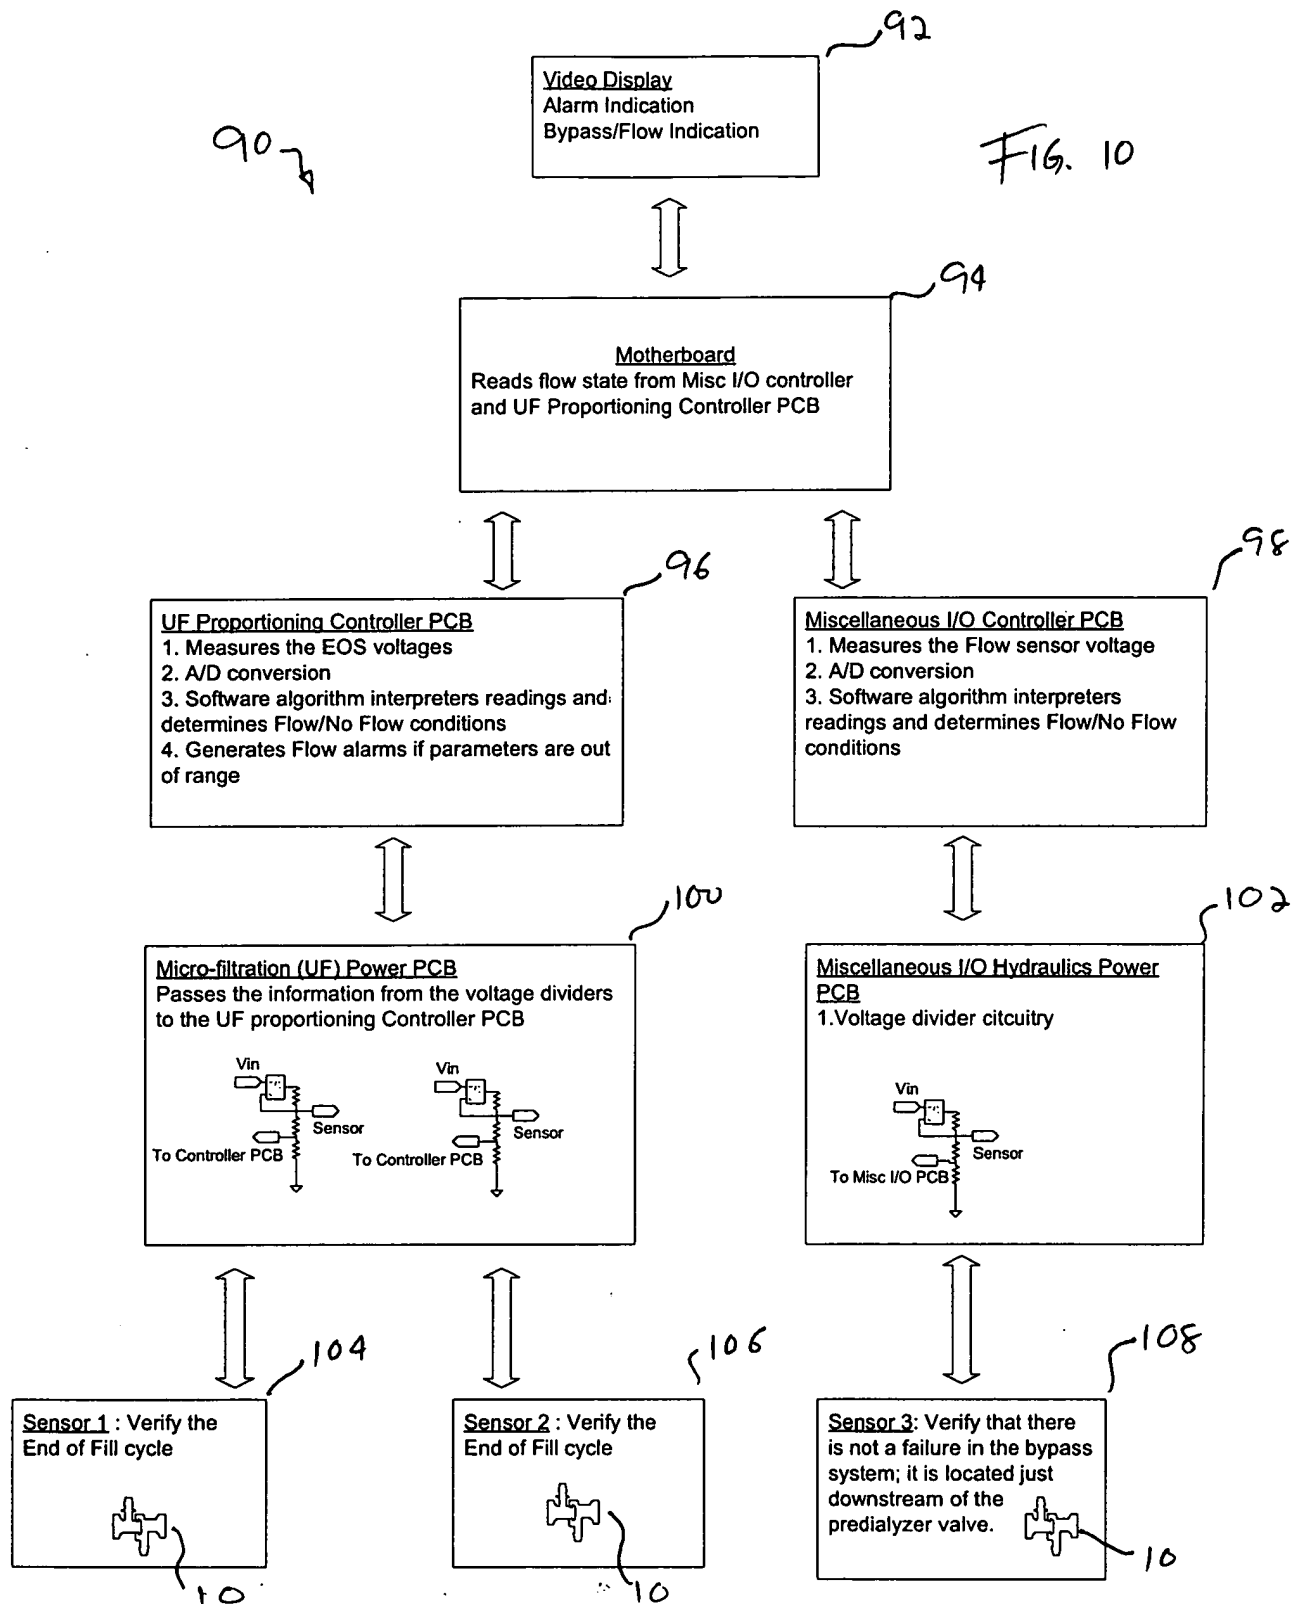 92
Video Display
Alarm Indication
Bypass/Flow Indication
90
FIG. 10
94
Motherboard
Reads flow state from Misc I/O controller
and UF Proportioning Controller PCB
96
98
UF Proportioning Controller PCB
1. Measures the EOS voltages
2. A/D conversion
3. Software algorithm interpreters readings and
determines Flow/No Flow conditions
4. Generates Flow alarms if parameters are out
of range
Miscellaneous I/O Controller PCB
1. Measures the Flow sensor voltage
2. A/D conversion
3. Software algorithm interpreters
readings and determines Flow/No Flow
conditions
100
102
Micro-filtration (UF) Power PCB
Passes the information from the voltage dividers
to the UF proportioning Controller PCB
Vin
Sensor
To Controller PCB
Vin
Sensor
To Controller PCB
Miscellaneous I/O Hydraulics Power
PCB
1.Voltage divider citcuitry
Vin
Sensor
To Misc I/O PCB
104
106
108
Sensor 1 : Verify the
End of Fill cycle
10
Sensor 2 : Verify the
End of Fill cycle
10
Sensor 3: Verify that there
is not a failure in the bypass
system; it is located just
downstream of the
predialyzer valve.
10